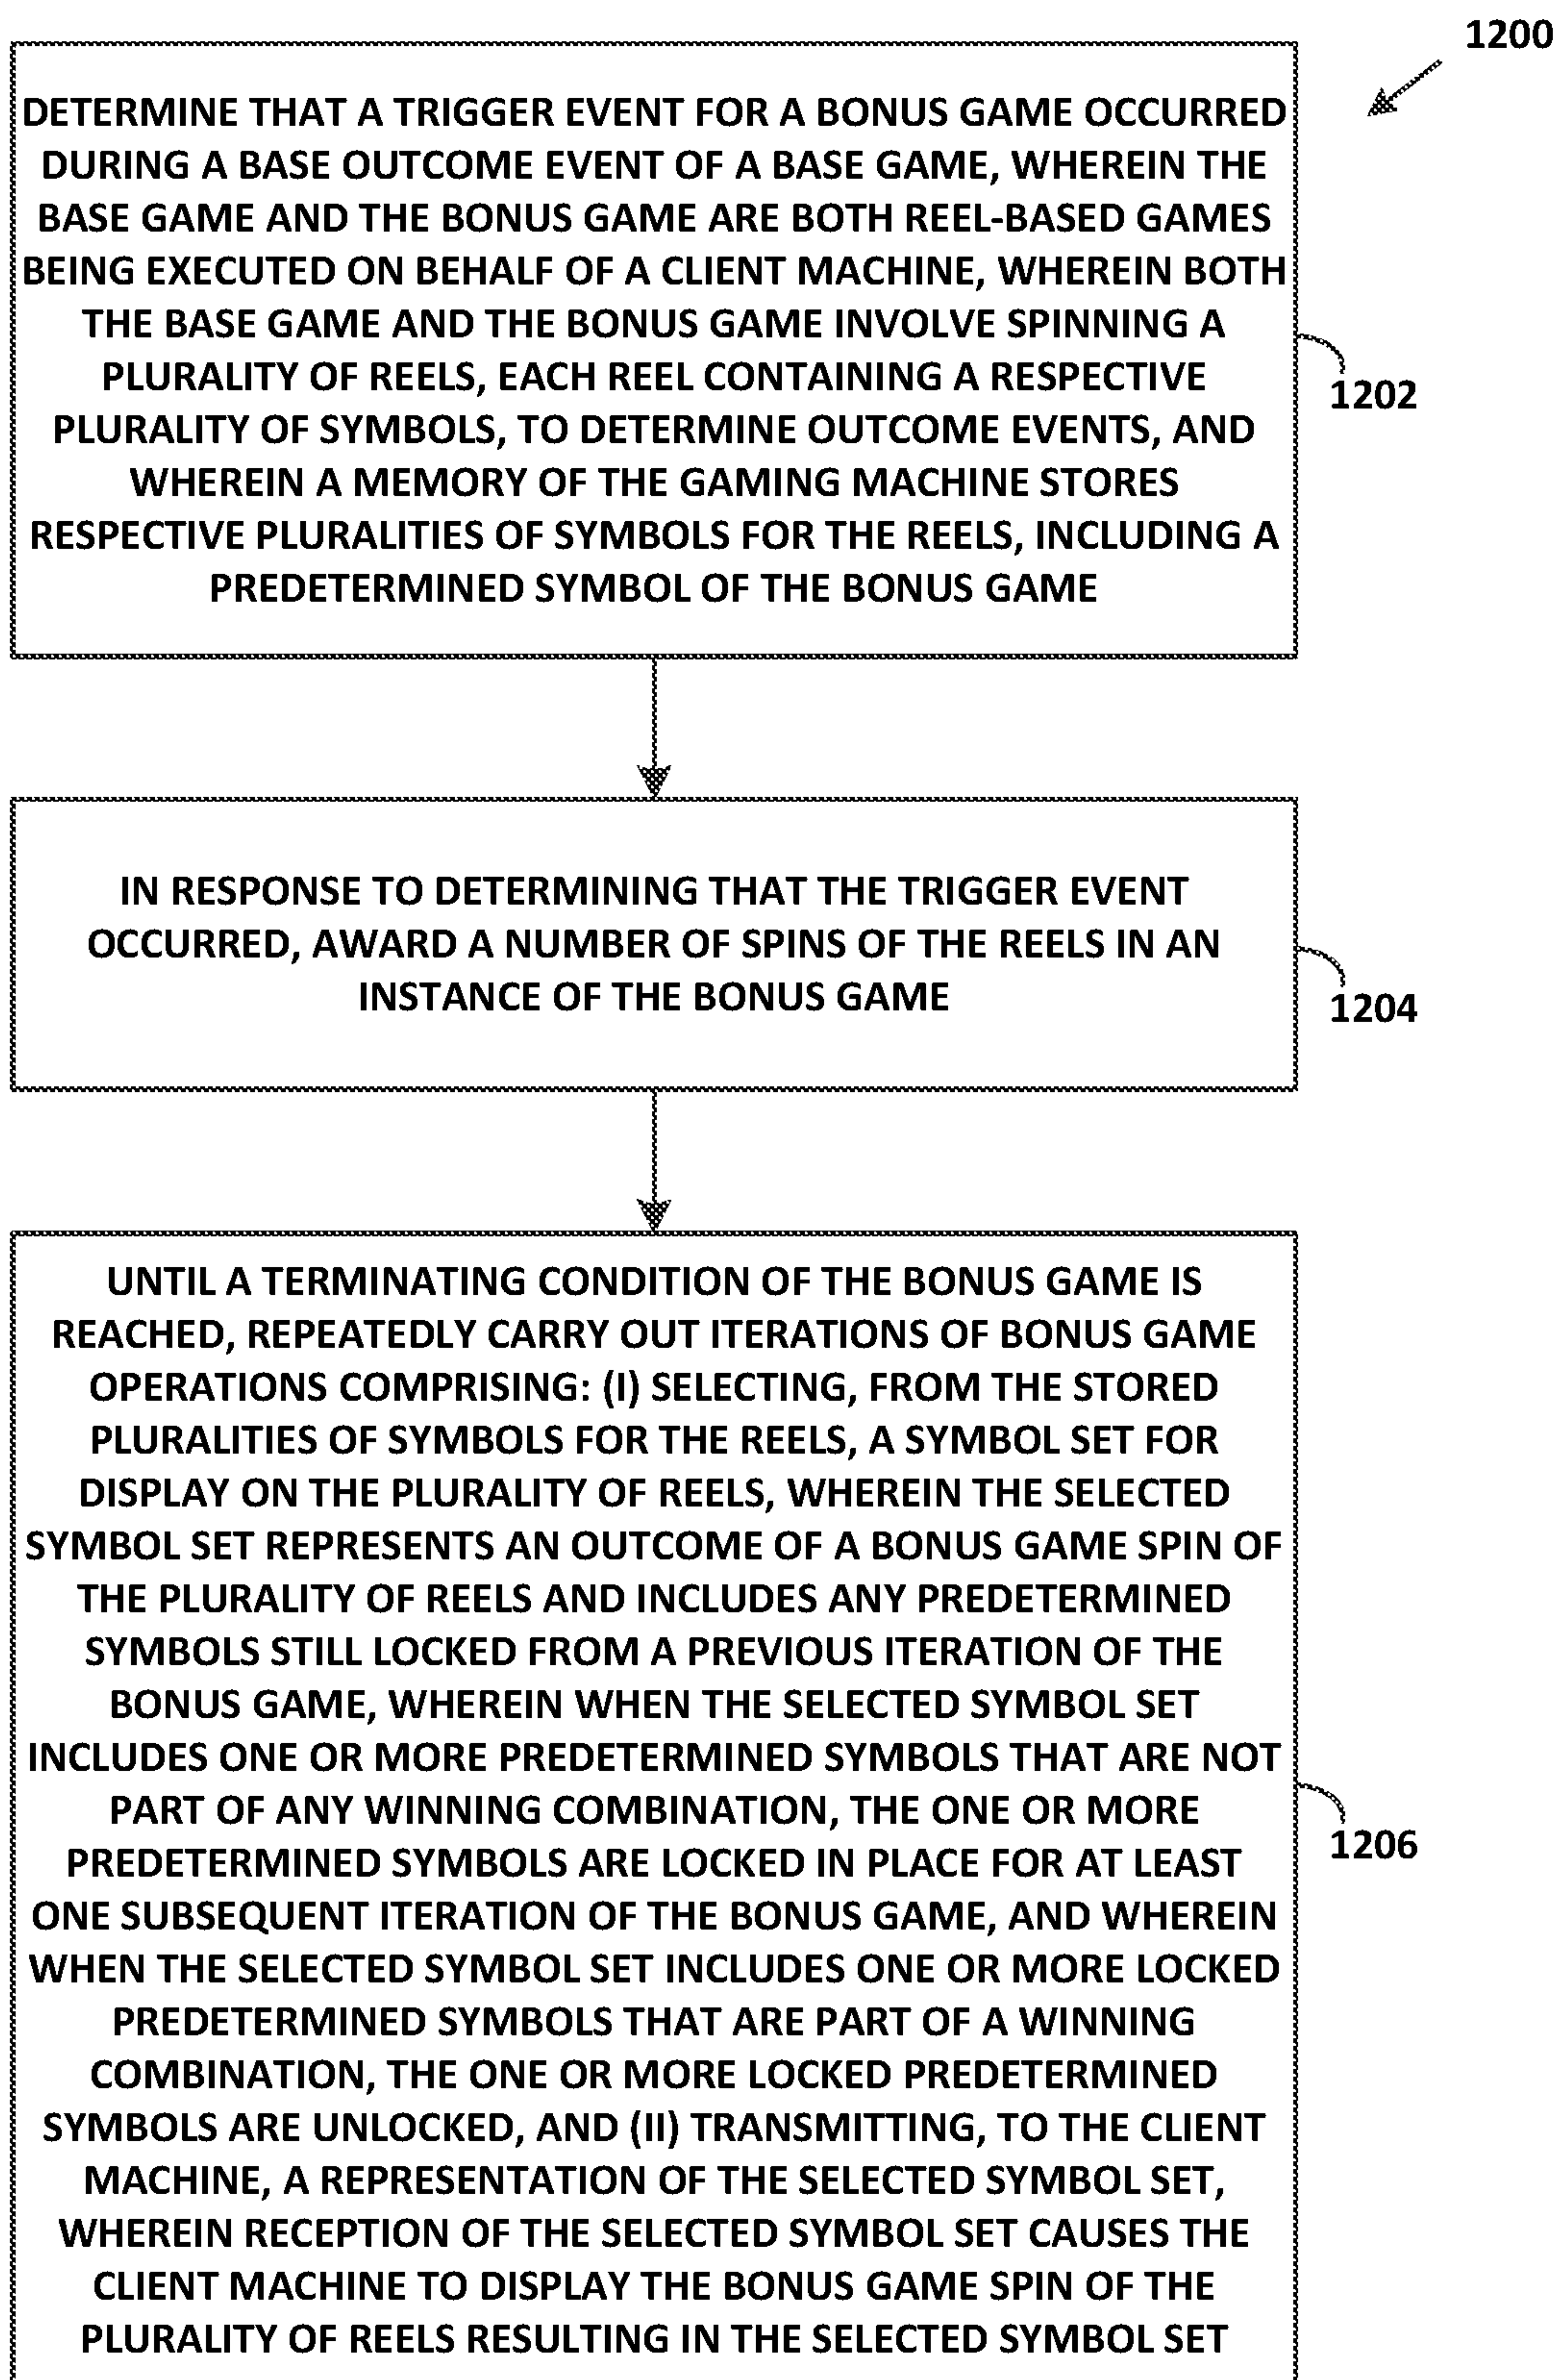 1200
DETERMINE THAT A TRIGGER EVENT FOR A BONUS GAME OCCURRED
DURING A BASE OUTCOME EVENT OF A BASE GAME, WHEREIN THE
BASE GAME AND THE BONUS GAME ARE BOTH REEL-BASED GAMES
BEING EXECUTED ON BEHALF OF A CLIENT MACHINE, WHEREIN BOTH
THE BASE GAME AND THE BONUS GAME INVOLVE SPINNING A
PLURALITY OF REELS, EACH REEL CONTAINING A RESPECTIVE
PLURALITY OF SYMBOLS, TO DETERMINE OUTCOME EVENTS, AND
WHEREIN A MEMORY OF THE GAMING MACHINE STORES
RESPECTIVE PLURALITIES OF SYMBOLS FOR THE REELS, INCLUDING A
PREDETERMINED SYMBOL OF THE BONUS GAME
1202
IN RESPONSE TO DETERMINING THAT THE TRIGGER EVENT
OCCURRED, AWARD A NUMBER OF SPINS OF THE REELS IN AN
INSTANCE OF THE BONUS GAME
1204
UNTIL A TERMINATING CONDITION OF THE BONUS GAME IS
REACHED, REPEATEDLY CARRY OUT ITERATIONS OF BONUS GAME
OPERATIONS COMPRISING: (I) SELECTING, FROM THE STORED
PLURALITIES OF SYMBOLS FOR THE REELS, A SYMBOL SET FOR
DISPLAY ON THE PLURALITY OF REELS, WHEREIN THE SELECTED
SYMBOL SET REPRESENTS AN OUTCOME OF A BONUS GAME SPIN OF
THE PLURALITY OF REELS AND INCLUDES ANY PREDETERMINED
SYMBOLS STILL LOCKED FROM A PREVIOUS ITERATION OF THE
BONUS GAME, WHEREIN WHEN THE SELECTED SYMBOL SET
INCLUDES ONE OR MORE PREDETERMINED SYMBOLS THAT ARE NOT
PART OF ANY WINNING COMBINATION, THE ONE OR MORE
PREDETERMINED SYMBOLS ARE LOCKED IN PLACE FOR AT LEAST
ONE SUBSEQUENT ITERATION OF THE BONUS GAME, AND WHEREIN
WHEN THE SELECTED SYMBOL SET INCLUDES ONE OR MORE LOCKED
PREDETERMINED SYMBOLS THAT ARE PART OF A WINNING
COMBINATION, THE ONE OR MORE LOCKED PREDETERMINED
SYMBOLS ARE UNLOCKED, AND (II) TRANSMITTING, TO THE CLIENT
MACHINE, A REPRESENTATION OF THE SELECTED SYMBOL SET,
WHEREIN RECEPTION OF THE SELECTED SYMBOL SET CAUSES THE
CLIENT MACHINE TO DISPLAY THE BONUS GAME SPIN OF THE
PLURALITY OF REELS RESULTING IN THE SELECTED SYMBOL SET
1206